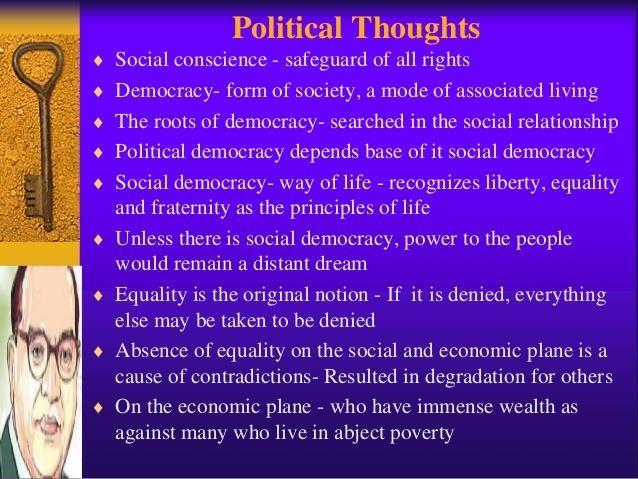 Political Thoughts
♦ Social conscience - safeguard of all rights
♦ Democracy- form of society, a mode of associated living
♦ The roots of democracy- searched in the social relationship
♦ Political democracy depends base of it social democracy
♦ Social democracy- way of life - recognizes liberty, equality
and fraternity as the principles of life
♦ Unless there is social democracy, power to the people
would remain a distant dream
♦ Equality is the original notion - If  it is denied, everything
else may be taken to be denied
♦ Absence of equality on the social and economic plane is a
cause of contradictions- Resulted in degradation for others
♦ On the economic plane - who have immense wealth as
against many who live in abject poverty